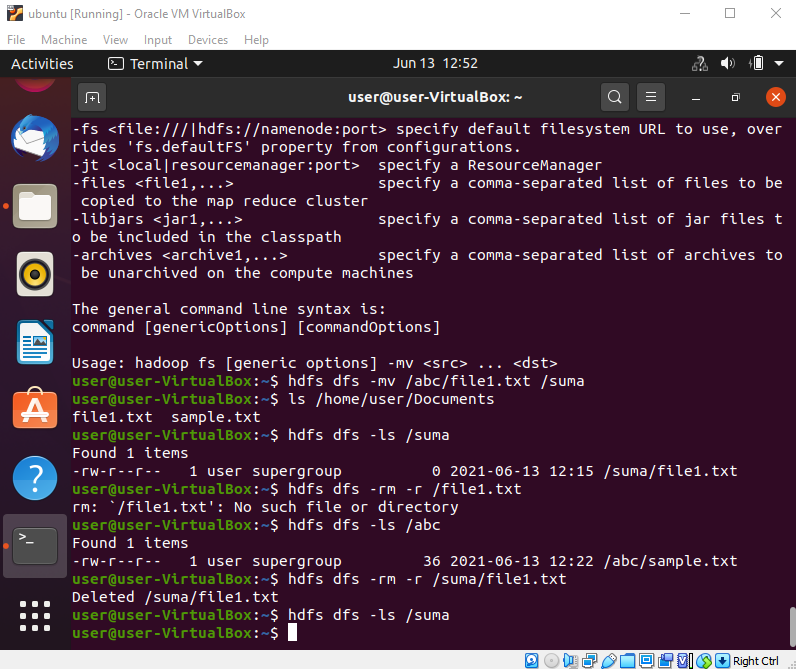 ubuntu [Running] - Oracle VM VirtualBox
File Machine View Input Devices Help
Activities Terminal Jun 13 12:52
user@user-VirtualBox: ~
-fs <file:///|hdfs://namenode:port> specify default filesystem URL to use, over
rides 'fs.defaultFS' property from configurations.
-jt <local|resourcemanager:port>  specify a ResourceManager
-files <file1,...>                specify a comma-separated list of files to be
 copied to the map reduce cluster
-libjars <jar1,...>               specify a comma-separated list of jar files t
o be included in the classpath
-archives <archive1,...>          specify a comma-separated list of archives to
 be unarchived on the compute machines
The general command line syntax is:
command [genericOptions] [commandOptions]
Usage: hadoop fs [generic options] -mv <src> ... <dst>
user@user-VirtualBox:~$ hdfs dfs -mv /abc/file1.txt /suma
user@user-VirtualBox:~$ ls /home/user/Documents
file1.txt  sample.txt
user@user-VirtualBox:~$ hdfs dfs -ls /suma
Found 1 items
-rw-r--r--   1 user supergroup          0 2021-06-13 12:15 /suma/file1.txt
user@user-VirtualBox:~$ hdfs dfs -rm -r /file1.txt
rm: `/file1.txt': No such file or directory
user@user-VirtualBox:~$ hdfs dfs -ls /abc
Found 1 items
-rw-r--r--   1 user supergroup         36 2021-06-13 12:22 /abc/sample.txt
user@user-VirtualBox:~$ hdfs dfs -rm -r /suma/file1.txt
Deleted /suma/file1.txt
user@user-VirtualBox:~$ hdfs dfs -ls /suma
user@user-VirtualBox:~$
Right Ctrl